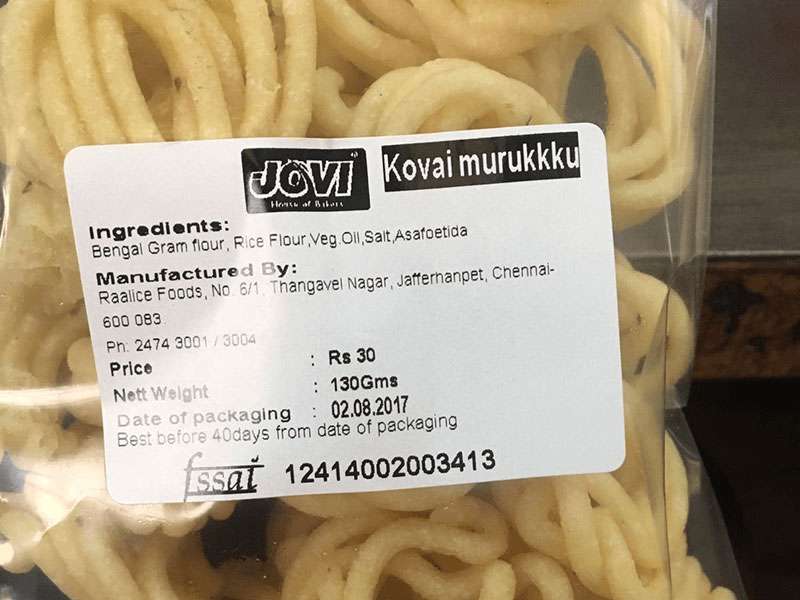 JOVI
House of Bakers
Kovai murukkku
Ingredients:
Bengal Gram flour, Rice Flour,Veg.Oil,Salt,Asafoetida
Manufactured By:
Raalice Foods, No. 6/1, Thangavel Nagar, Jafferhanpet, Chennai-
600 083.
Ph: 2474 3001 / 3004
Price : Rs 30
Nett Weight : 130Gms
Date of packaging : 02.08.2017
Best before 40days from date of packaging
fssai 12414002003413